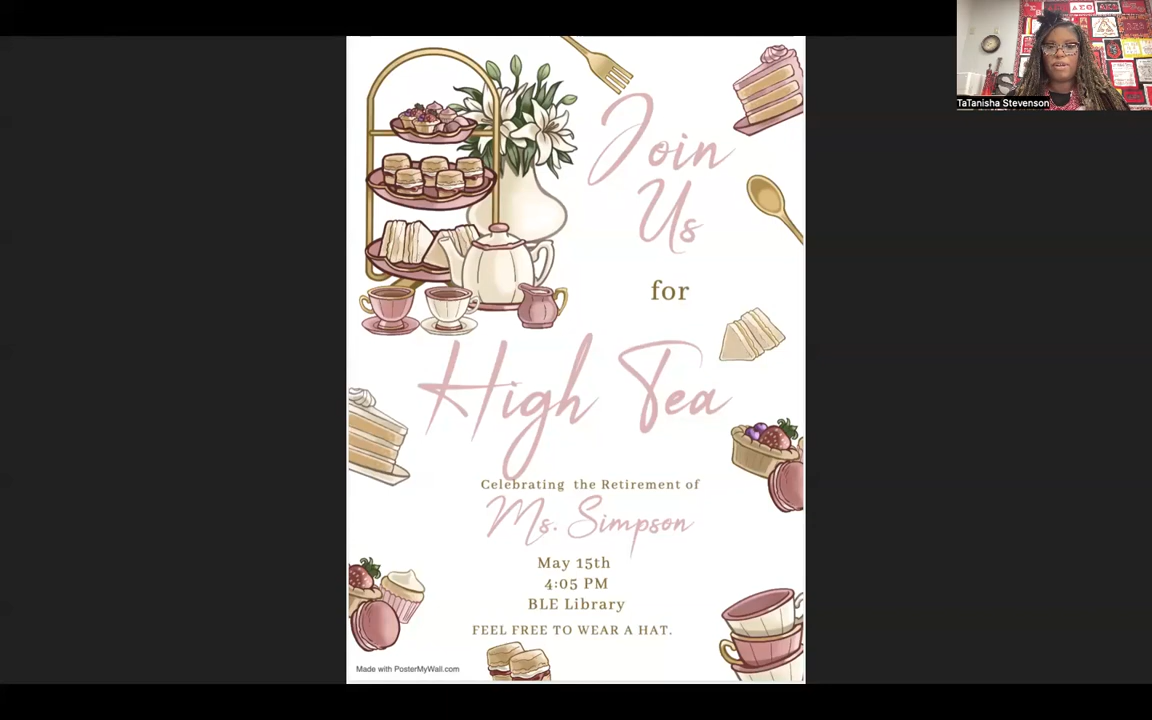 TaTanisha Stevenson
Join
Us
for
High Tea
Celebrating the Retirement of
Ms. Simpson
May 15th
4:05 PM
BLE Library
FEEL FREE TO WEAR A HAT.
Made with PosterMyWall.com